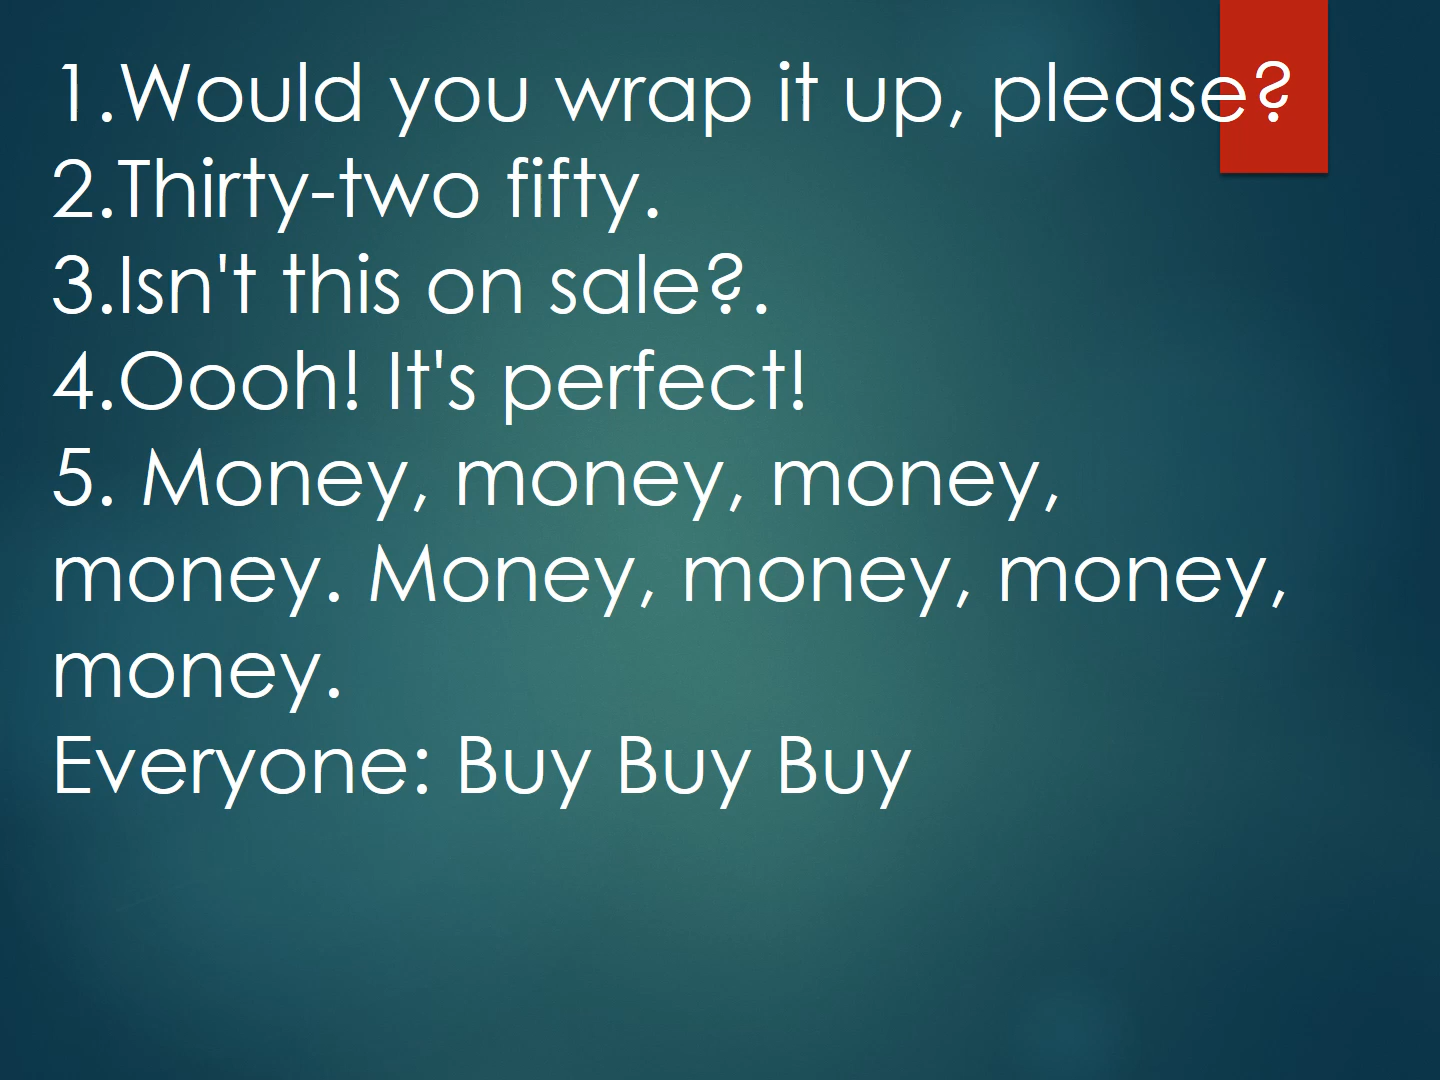 1.Would you wrap it up, please?
2.Thirty-two fifty.
3.Isn't this on sale?.
4.Oooh! It's perfect!
5. Money, money, money,
money. Money, money, money,
money.
Everyone: Buy Buy Buy